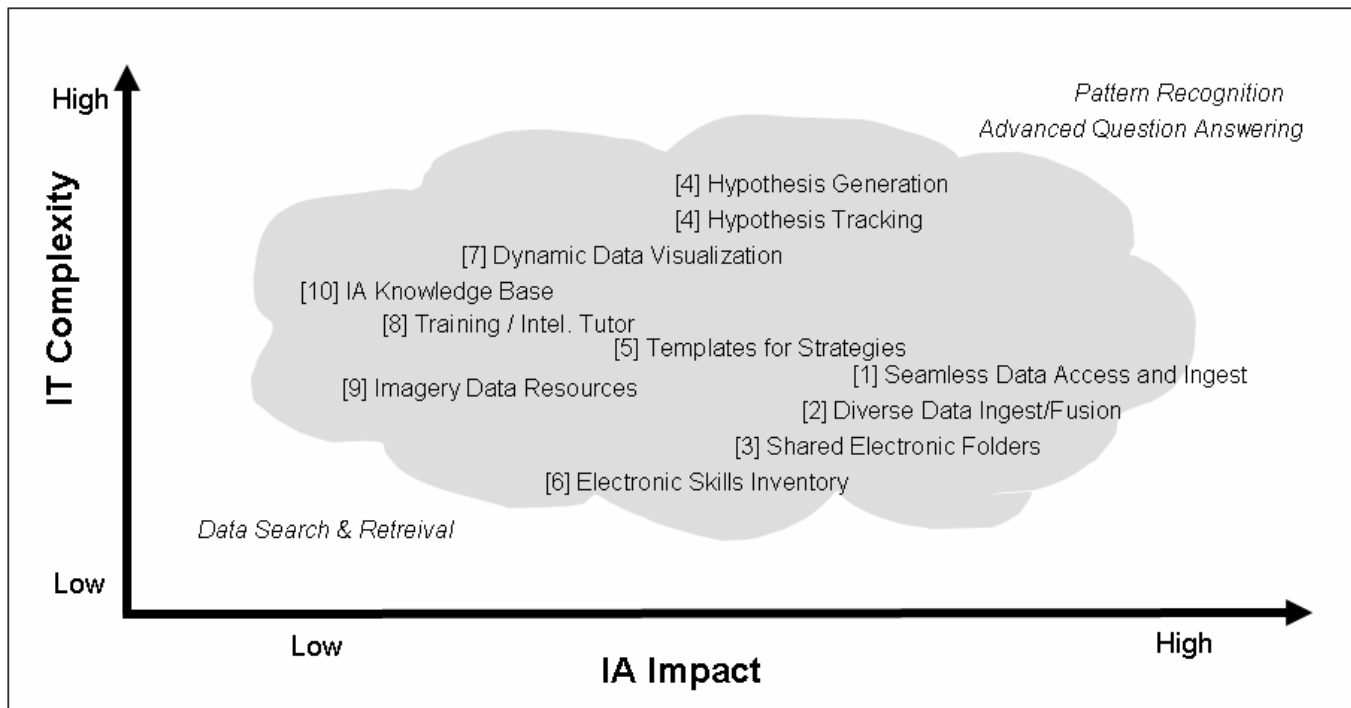 High
Pattern Recognition
Advanced Question Answering
[4] Hypothesis Generation
[4] Hypothesis Tracking
[7] Dynamic Data Visualization
[10] IA Knowledge Base
[8] Training / Intel. Tutor
[5] Templates for Strategies
[1] Seamless Data Access and Ingest
[9] Imagery Data Resources
[2] Diverse Data Ingest/Fusion
[3] Shared Electronic Folders
[6] Electronic Skills Inventory
Data Search & Retreival
IT Complexity
Low
Low
High
IA Impact